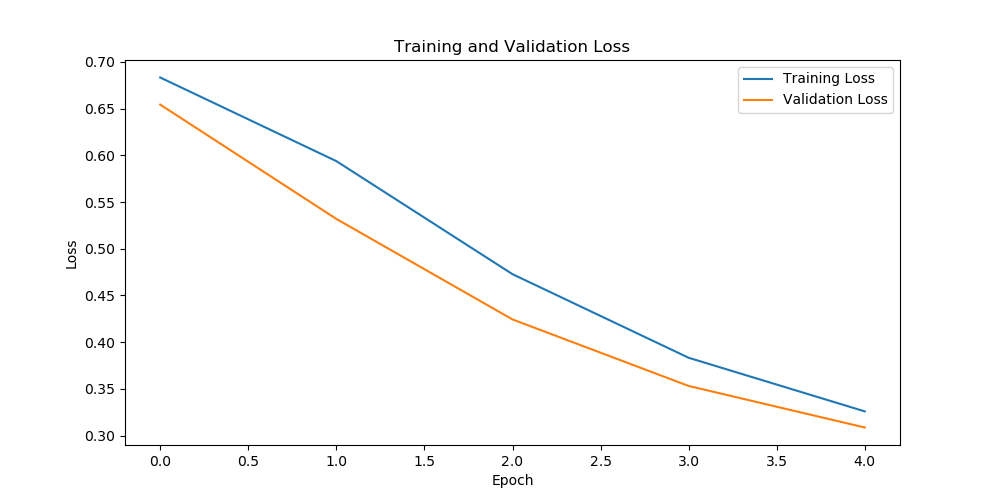 Training and Validation Loss
Training Loss
Validation Loss
0.70
0.65
0.60
0.55
0.50
0.45
0.40
0.35
0.30
Loss
0.0 0.5 1.0 1.5 2.0 2.5 3.0 3.5 4.0
Epoch